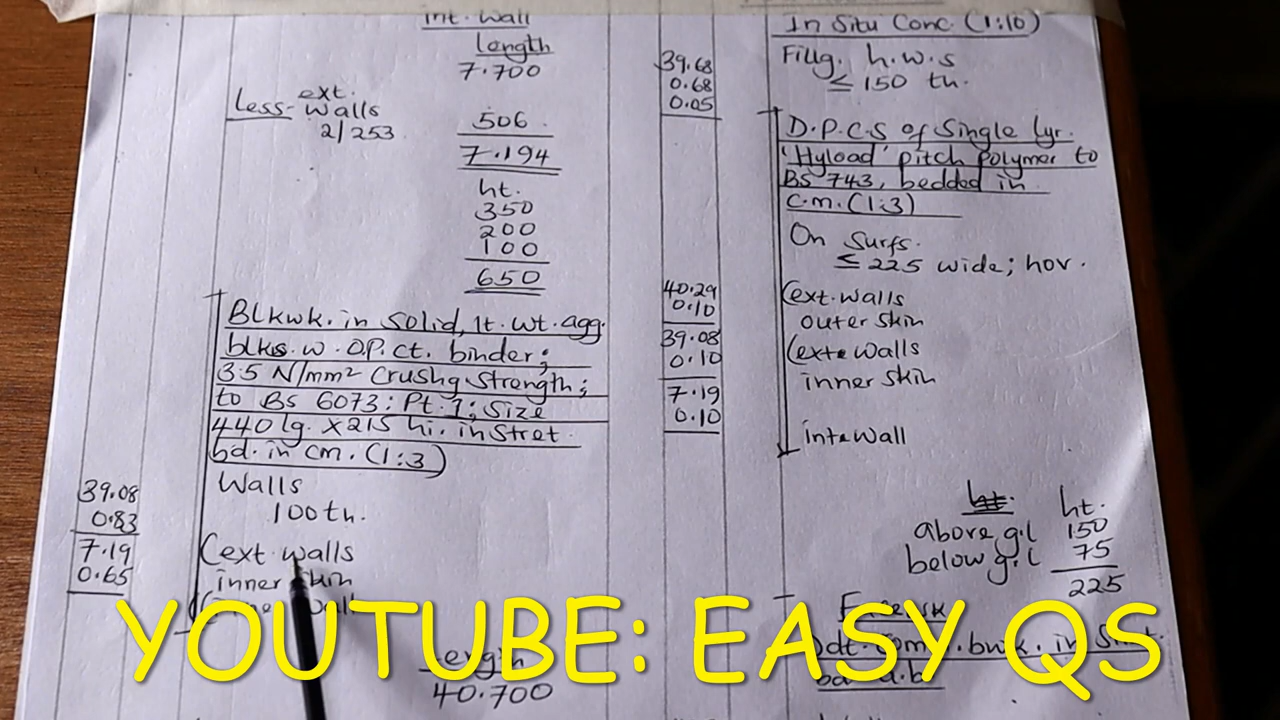 int. wall
length
7.700
ext.
Less- walls
2/253
506
7.194
ht.
350
200
100
650
Blkwk. in solid, lt. wt. agg.
blks. w. O.P. ct. binder;
3.5 N/mm² crushg strength;
to BS 6073: Pt. 1; size
440 lg. x 215 hi. in stret.
bd. in cm. (1:3)
39.08
0.83
7.19
0.65
Walls
100 th.
(ext. walls
inner skin
Length
40.700
In Situ Conc. (1:10)
39.68
0.68
0.05
Fillg. h.w.s
≤ 150 th.
D.P.C.S of Single lyr.
'Hyload' pitch polymer to
BS 743, bedded in
c.m. (1:3)
On surfs.
≤ 225 wide; hor.
40.29
0.10
39.08
0.10
7.19
0.10
(ext. walls
outer skin
(ext. walls
inner skin
int. wall
ht.
above g.l 150
below g.l 75
225
YOUTUBE: EASY QS